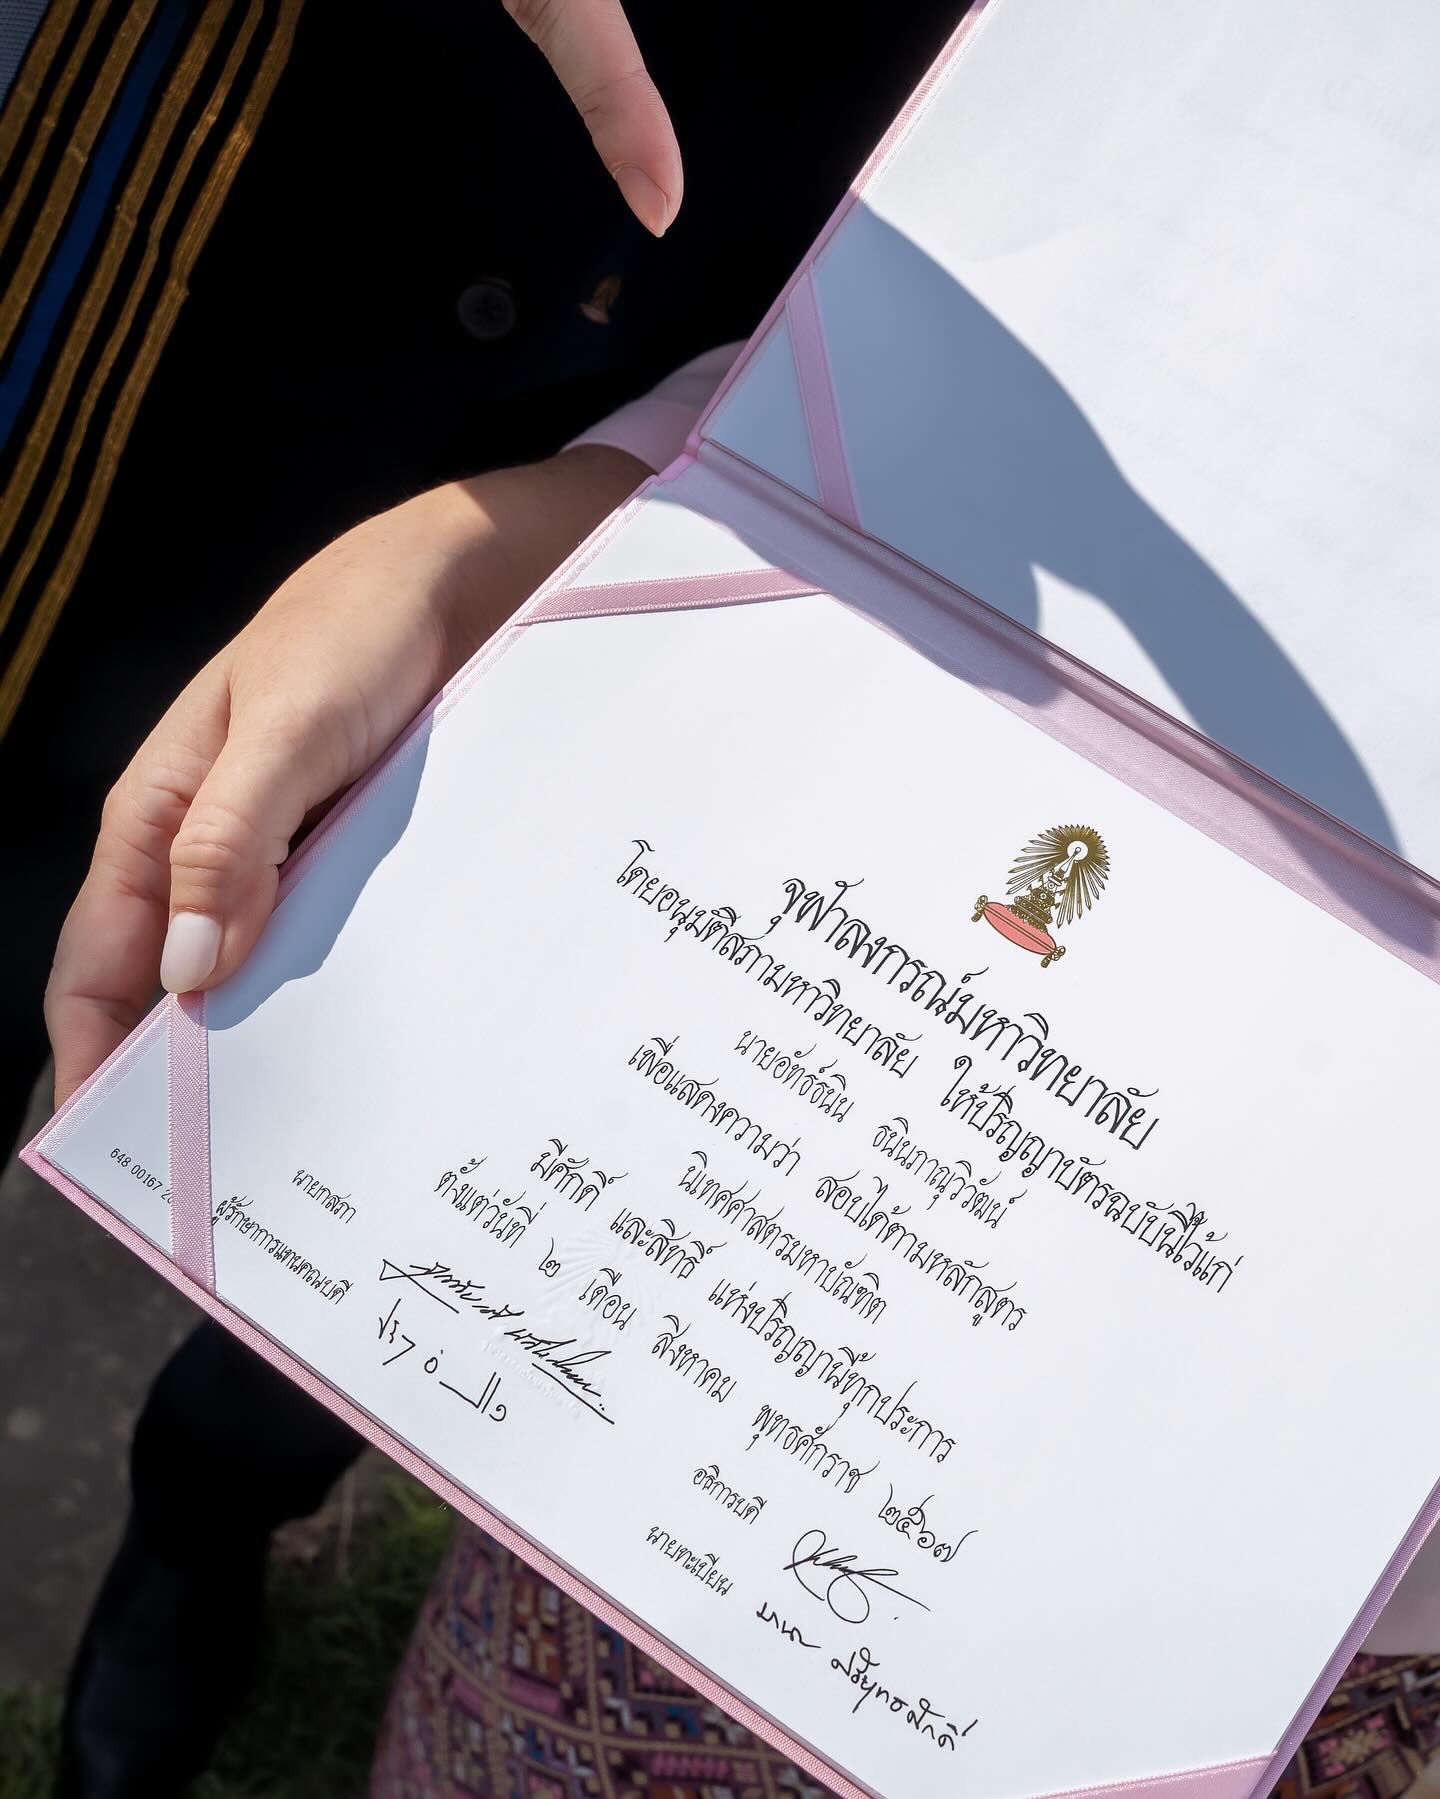 จุฬาลงกรณ์มหาวิทยาลัย
โดยอนุมัติสภามหาวิทยาลัย ให้ปริญญาบัตรฉบับนี้ไว้แก่
นายอัทธ์ธนิน ธนินภาณุวิวัฒน์
เพื่อแสดงความว่า สอบได้ตามหลักสูตร
นิเทศศาสตรมหาบัณฑิต
มีศักดิ์ และสิทธิ์ แห่งปริญญานี้ทุกประการ
ตั้งแต่วันที่ ๒ เดือน สิงหาคม พุทธศักราช ๒๕๖๗
นายกสภา
ผู้รักษาการแทนคณบดี
อธิการบดี
นายทะเบียน
648 00167 28